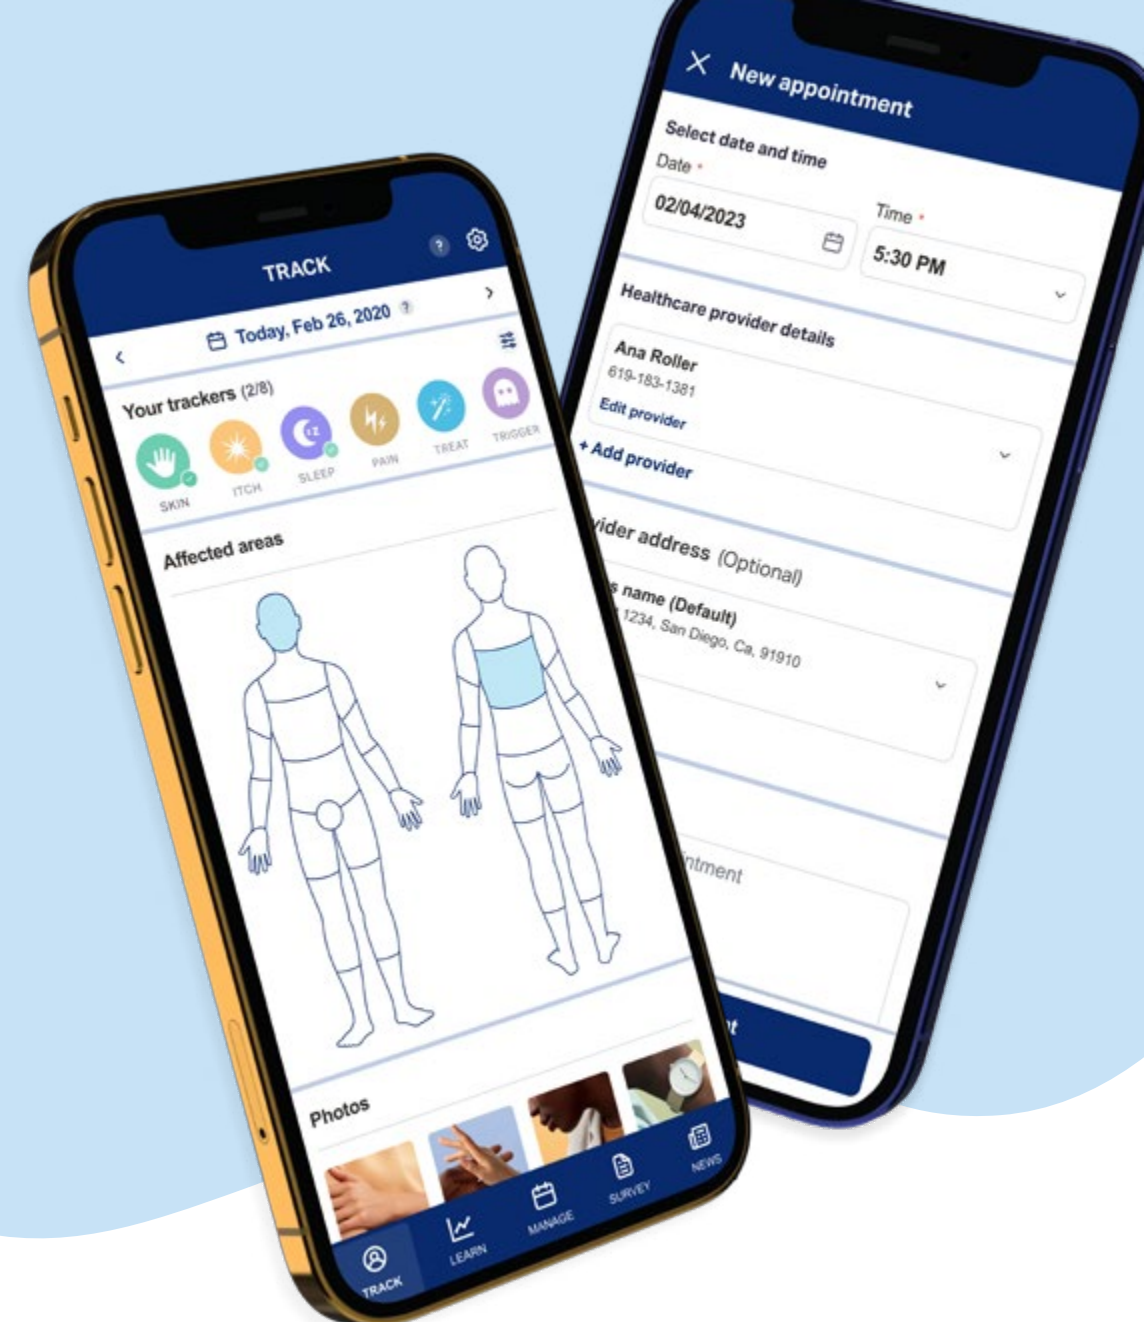 TRACK
?
Today, Feb 26, 2020 ?
Your trackers (2/8)
SKIN
ITCH
SLEEP
PAIN
TREAT
TRIGGER
Affected areas
Photos
TRACK
LEARN
MANAGE
SURVEY
NEWS
New appointment
Select date and time
Date *
Time *
02/04/2023
5:30 PM
Healthcare provider details
Ana Roller
619-183-1381
Edit provider
+ Add provider
vider address (Optional)
s name (Default)
1234, San Diego, Ca, 91910
ntment